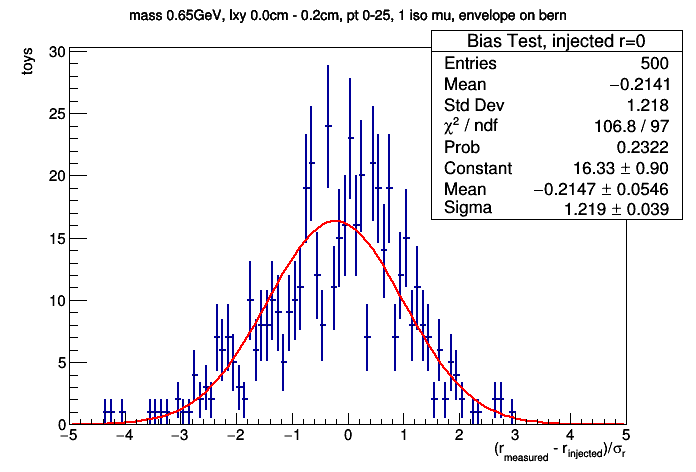 mass 0.65GeV, lxy 0.0cm - 0.2cm, pt 0-25, 1 iso mu, envelope on bern
toys
Bias Test, injected r=0
Entries 500
Mean −0.2141
Std Dev 1.218
χ² / ndf 106.8 / 97
Prob 0.2322
Constant 16.33 ± 0.90
Mean −0.2147 ± 0.0546
Sigma 1.219 ± 0.039
30
25
20
15
10
5
0
−5 −4 −3 −2 −1 0 1 2 3 4 5
(r_measured - r_injected)/σ_r